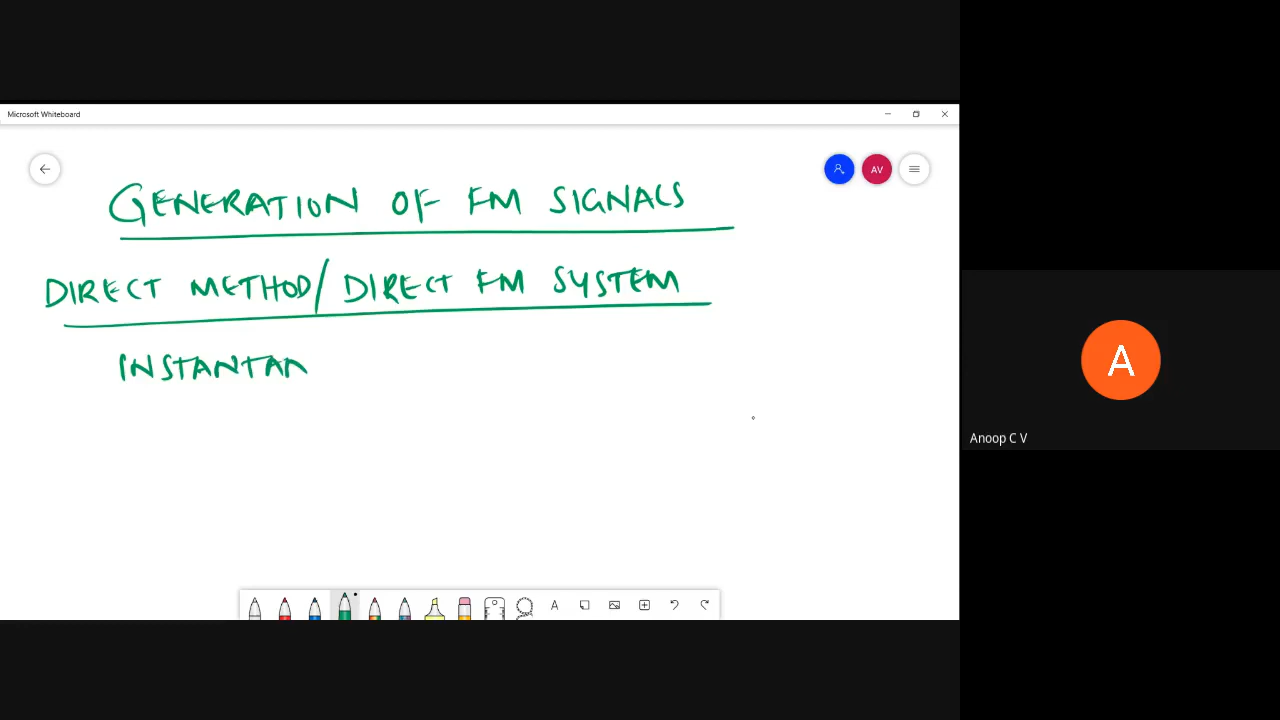 Microsoft Whiteboard
AV
GENERATION OF FM SIGNALS
DIRECT METHOD/DIRECT FM SYSTEM
INSTANTAN
A
Anoop C V
A